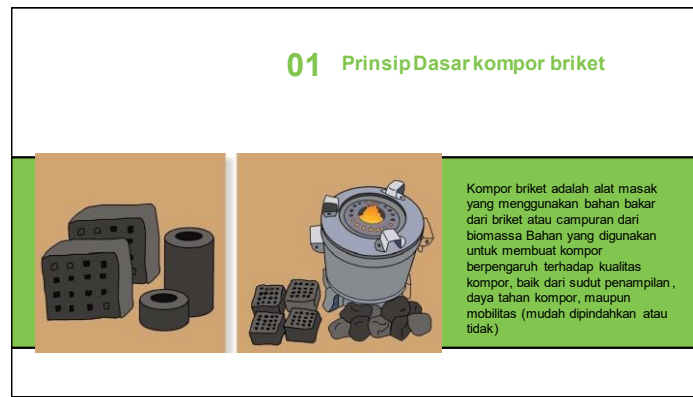 01 Prinsip Dasar kompor briket
Kompor briket adalah alat masak
yang menggunakan bahan bakar
dari briket atau campuran dari
biomassa Bahan yang digunakan
untuk membuat kompor
berpengaruh terhadap kualitas
kompor, baik dari sudut penampilan,
daya tahan kompor, maupun
mobilitas (mudah dipindahkan atau
tidak)